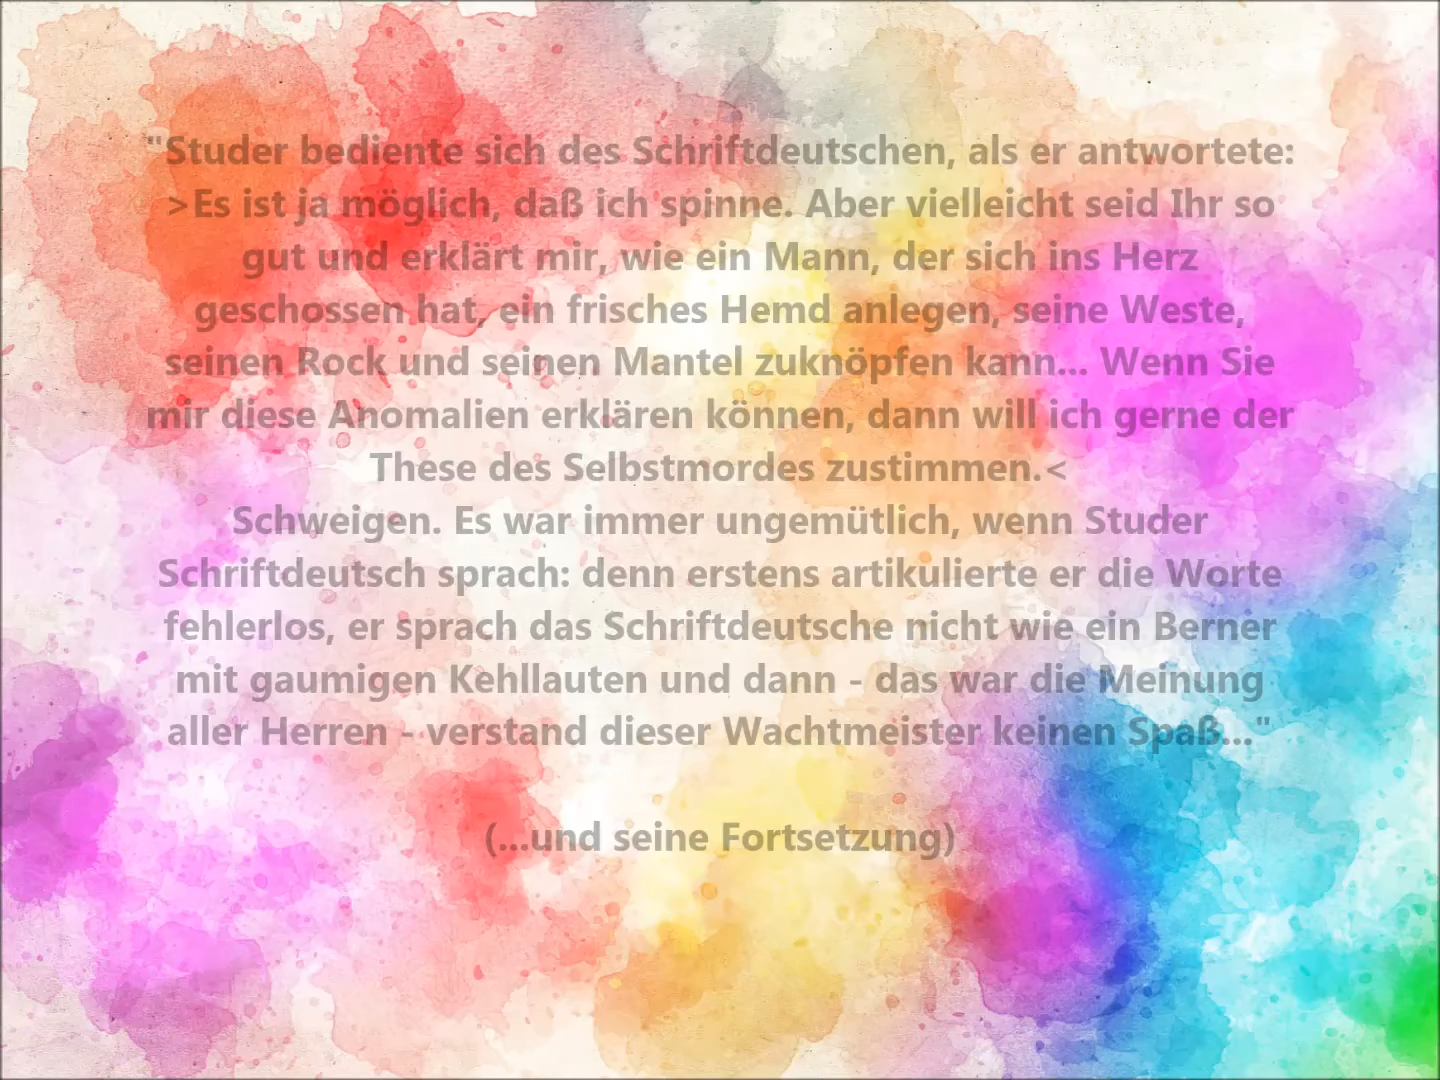 "Studer bediente sich des Schriftdeutschen, als er antwortete:
>Es ist ja möglich, daß ich spinne. Aber vielleicht seid Ihr so
gut und erklärt mir, wie ein Mann, der sich ins Herz
geschossen hat, ein frisches Hemd anlegen, seine Weste,
seinen Rock und seinen Mantel zuknöpfen kann... Wenn Sie
mir diese Anomalien erklären können, dann will ich gerne der
These des Selbstmordes zustimmen.<
Schweigen. Es war immer ungemütlich, wenn Studer
Schriftdeutsch sprach: denn erstens artikulierte er die Worte
fehlerlos, er sprach das Schriftdeutsche nicht wie ein Berner
mit gaumigen Kehllauten und dann - das war die Meinung
aller Herren - verstand dieser Wachtmeister keinen Spaß..."
(...und seine Fortsetzung)